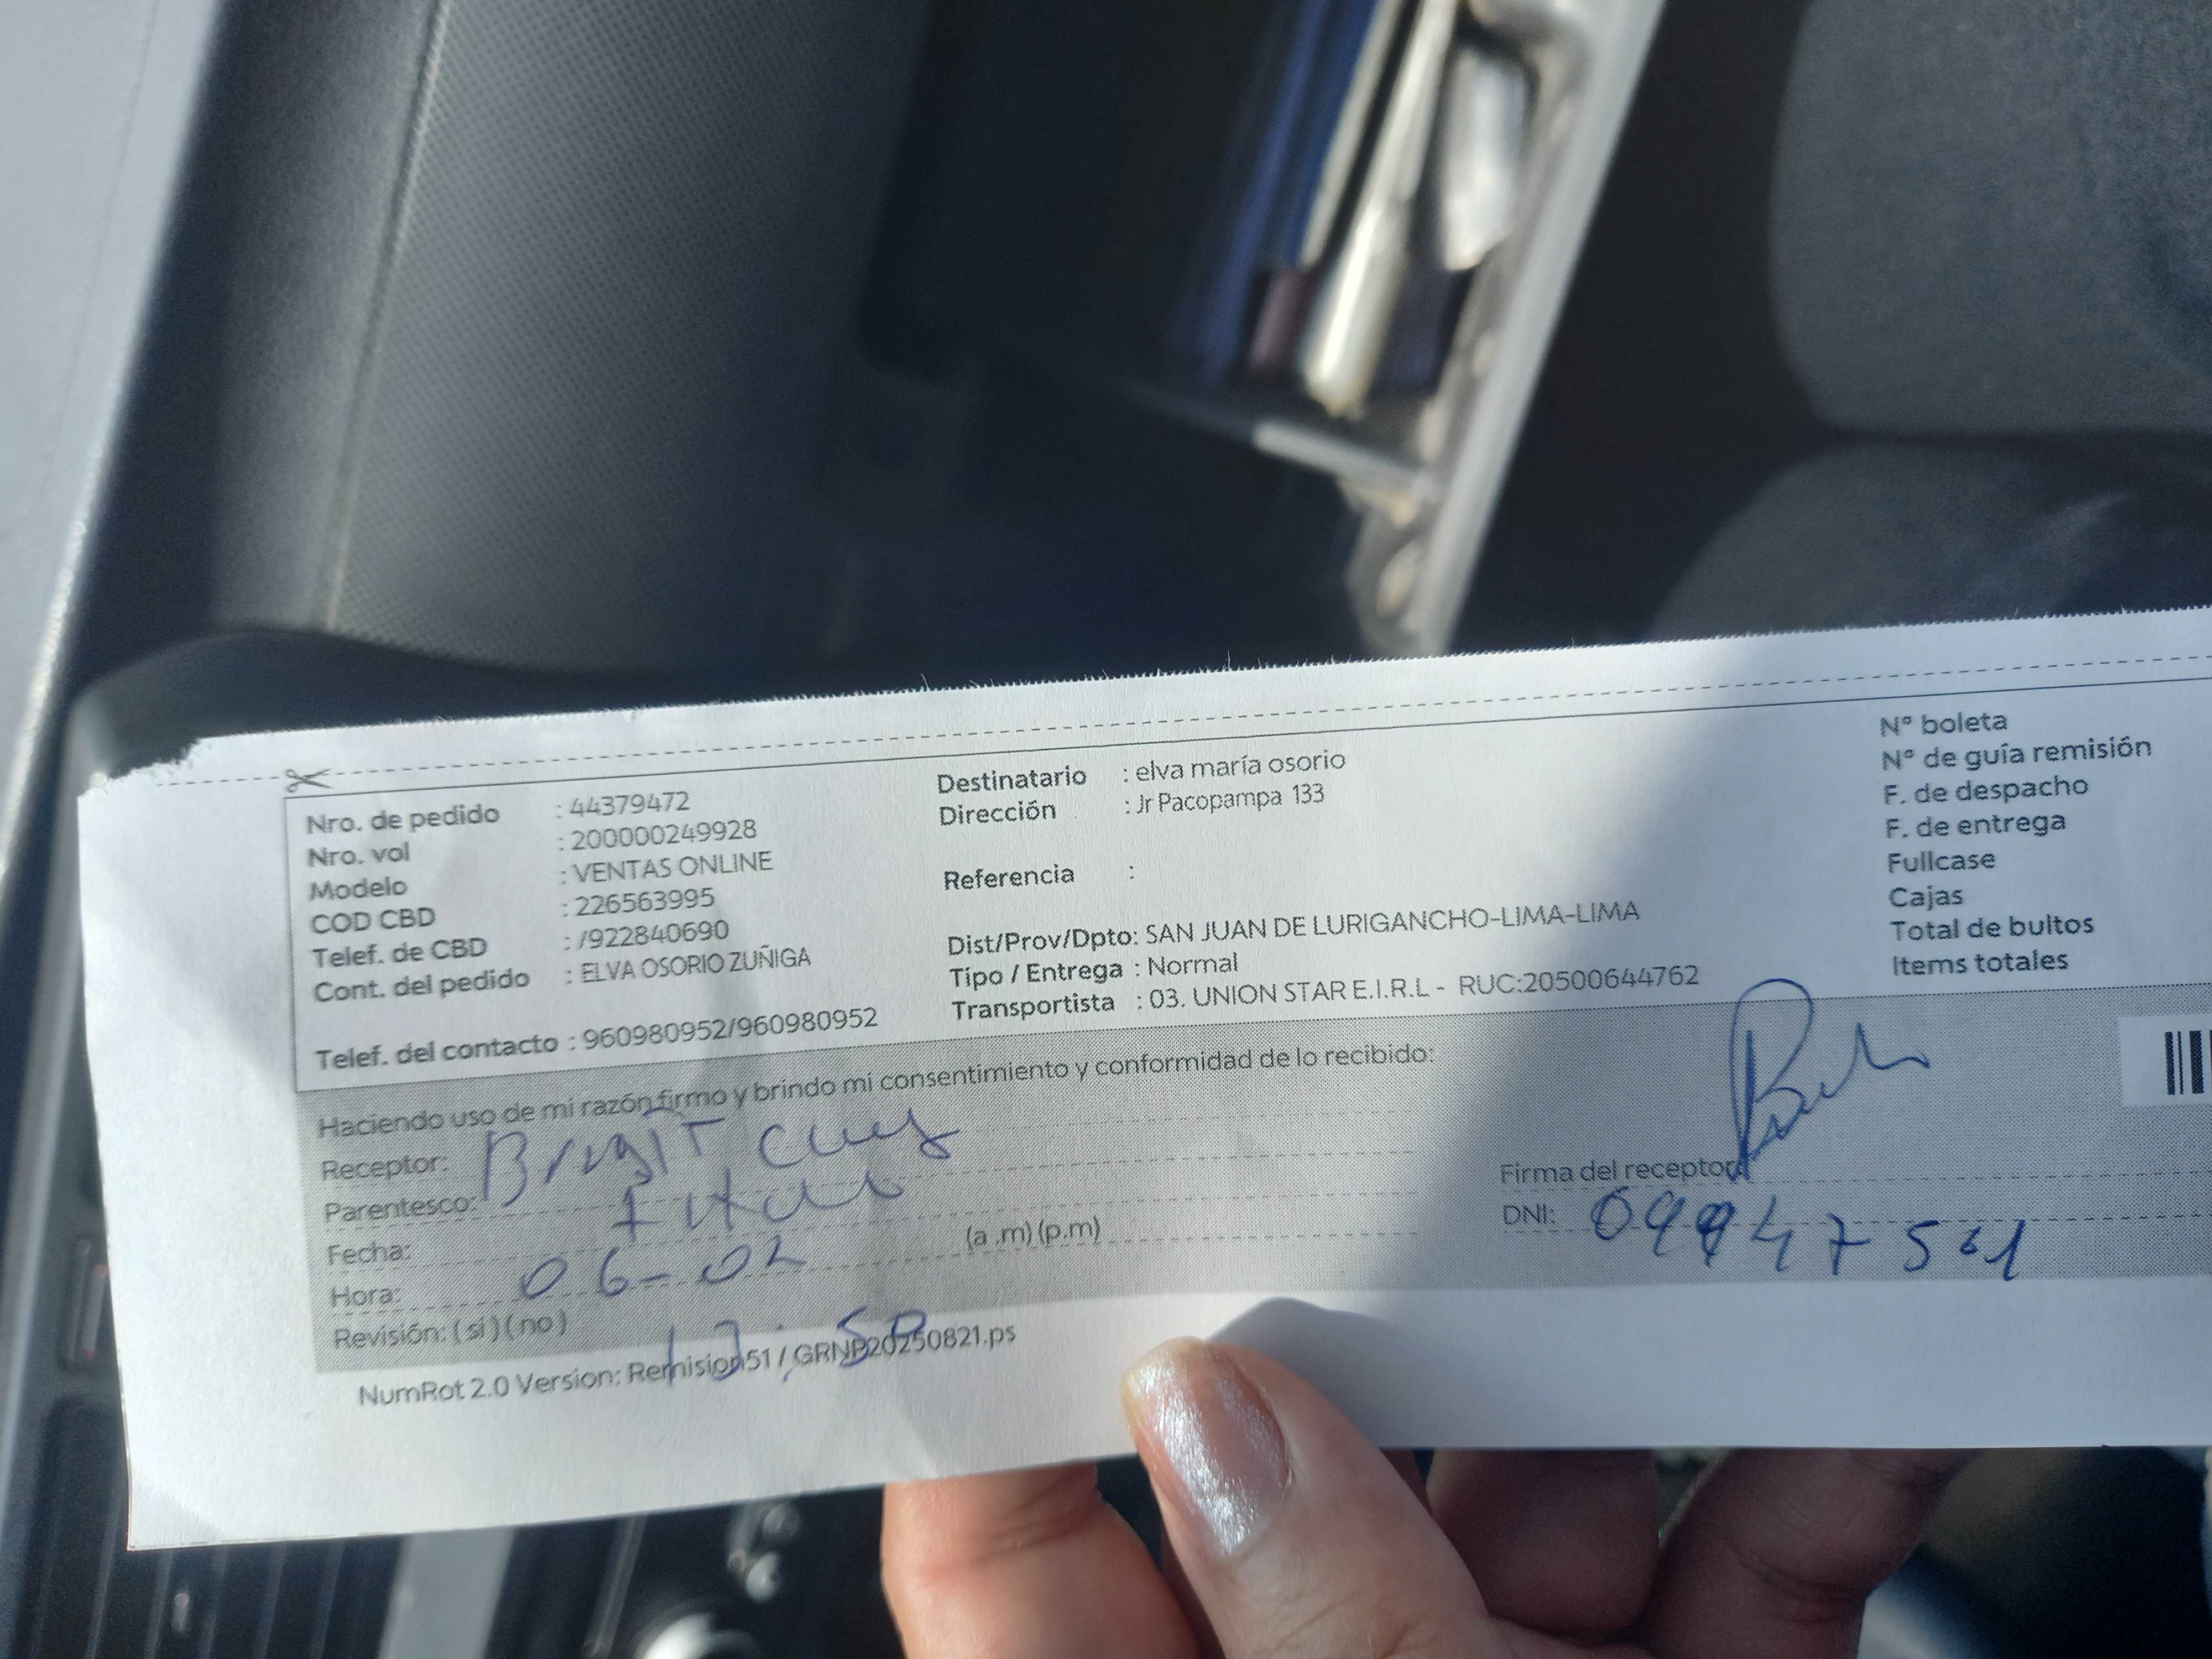 Nro. de pedido : 44379472
Nro. vol : 200000249928
Modelo : VENTAS ONLINE
COD CBD : 226563995
Telef. de CBD : /922840690
Cont. del pedido : ELVA OSORIO ZUÑIGA
Telef. del contacto : 960980952/960980952
Destinatario : elva maría osorio
Dirección : Jr Pacopampa 133
Referencia :
Dist/Prov/Dpto: SAN JUAN DE LURIGANCHO-LIMA-LIMA
Tipo / Entrega : Normal
Transportista : 03. UNION STAR E.I.R.L - RUC:20500644762
N° boleta
N° de guía remisión
F. de despacho
F. de entrega
Fullcase
Cajas
Total de bultos
Items totales
Haciendo uso de mi razón firmo y brindo mi consentimiento y conformidad de lo recibido:
Receptor:
Parentesco:
Fecha:
Hora: 06-02 (a .m) (p.m)
Revisión: ( si ) ( no )
Firma del receptor:
DNI:
NumRot 2.0 Version: Remision51 / GRNP20250821.ps